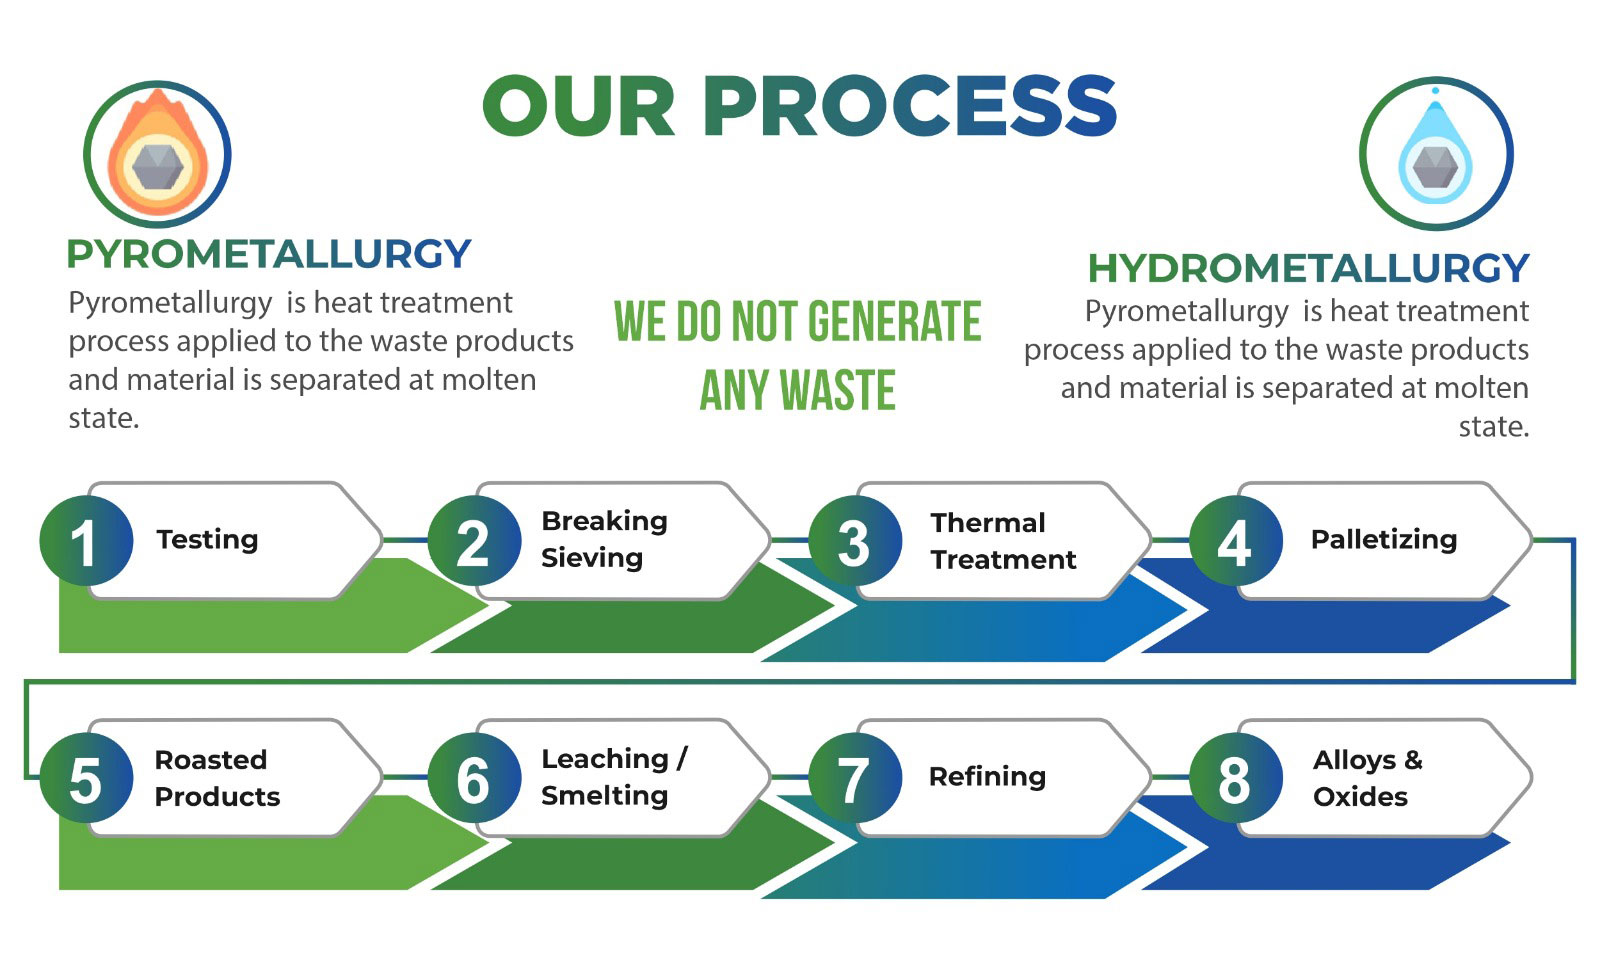 OUR PROCESS
PYROMETALLURGY
Pyrometallurgy  is heat treatment
process applied to the waste products
and material is separated at molten
state.
WE DO NOT GENERATE
ANY WASTE
HYDROMETALLURGY
Pyrometallurgy  is heat treatment
process applied to the waste products
and material is separated at molten
state.
1
Testing
2
Breaking
Sieving
3
Thermal
Treatment
4
Palletizing
5
Roasted
Products
6
Leaching /
Smelting
7
Refining
8
Alloys &
Oxides